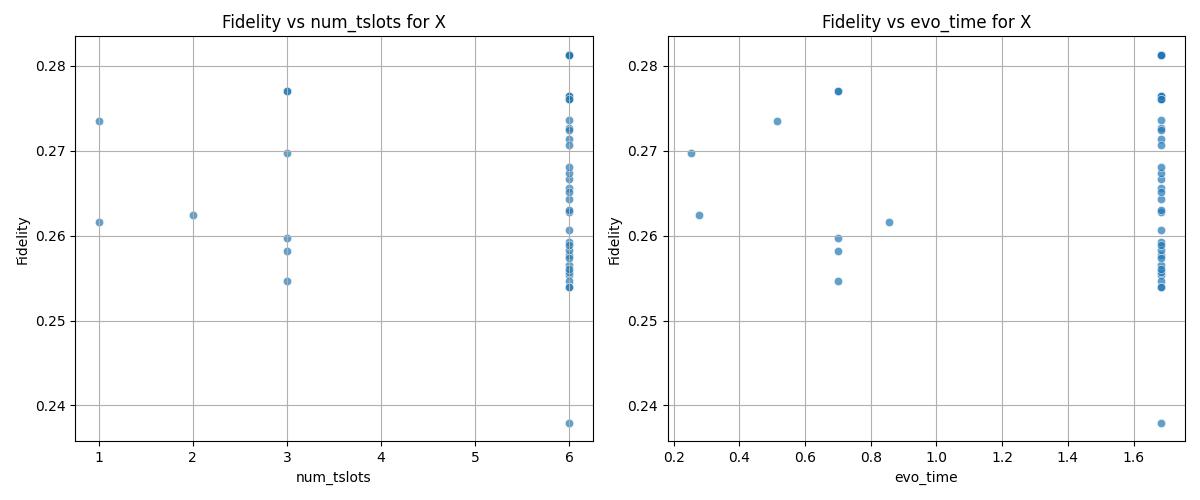 Fidelity vs num_tslots for X
0.28
0.27
0.26
0.25
0.24
Fidelity
1 2 3 4 5 6
num_tslots
Fidelity vs evo_time for X
0.28
0.27
0.26
0.25
0.24
Fidelity
0.2 0.4 0.6 0.8 1.0 1.2 1.4 1.6
evo_time